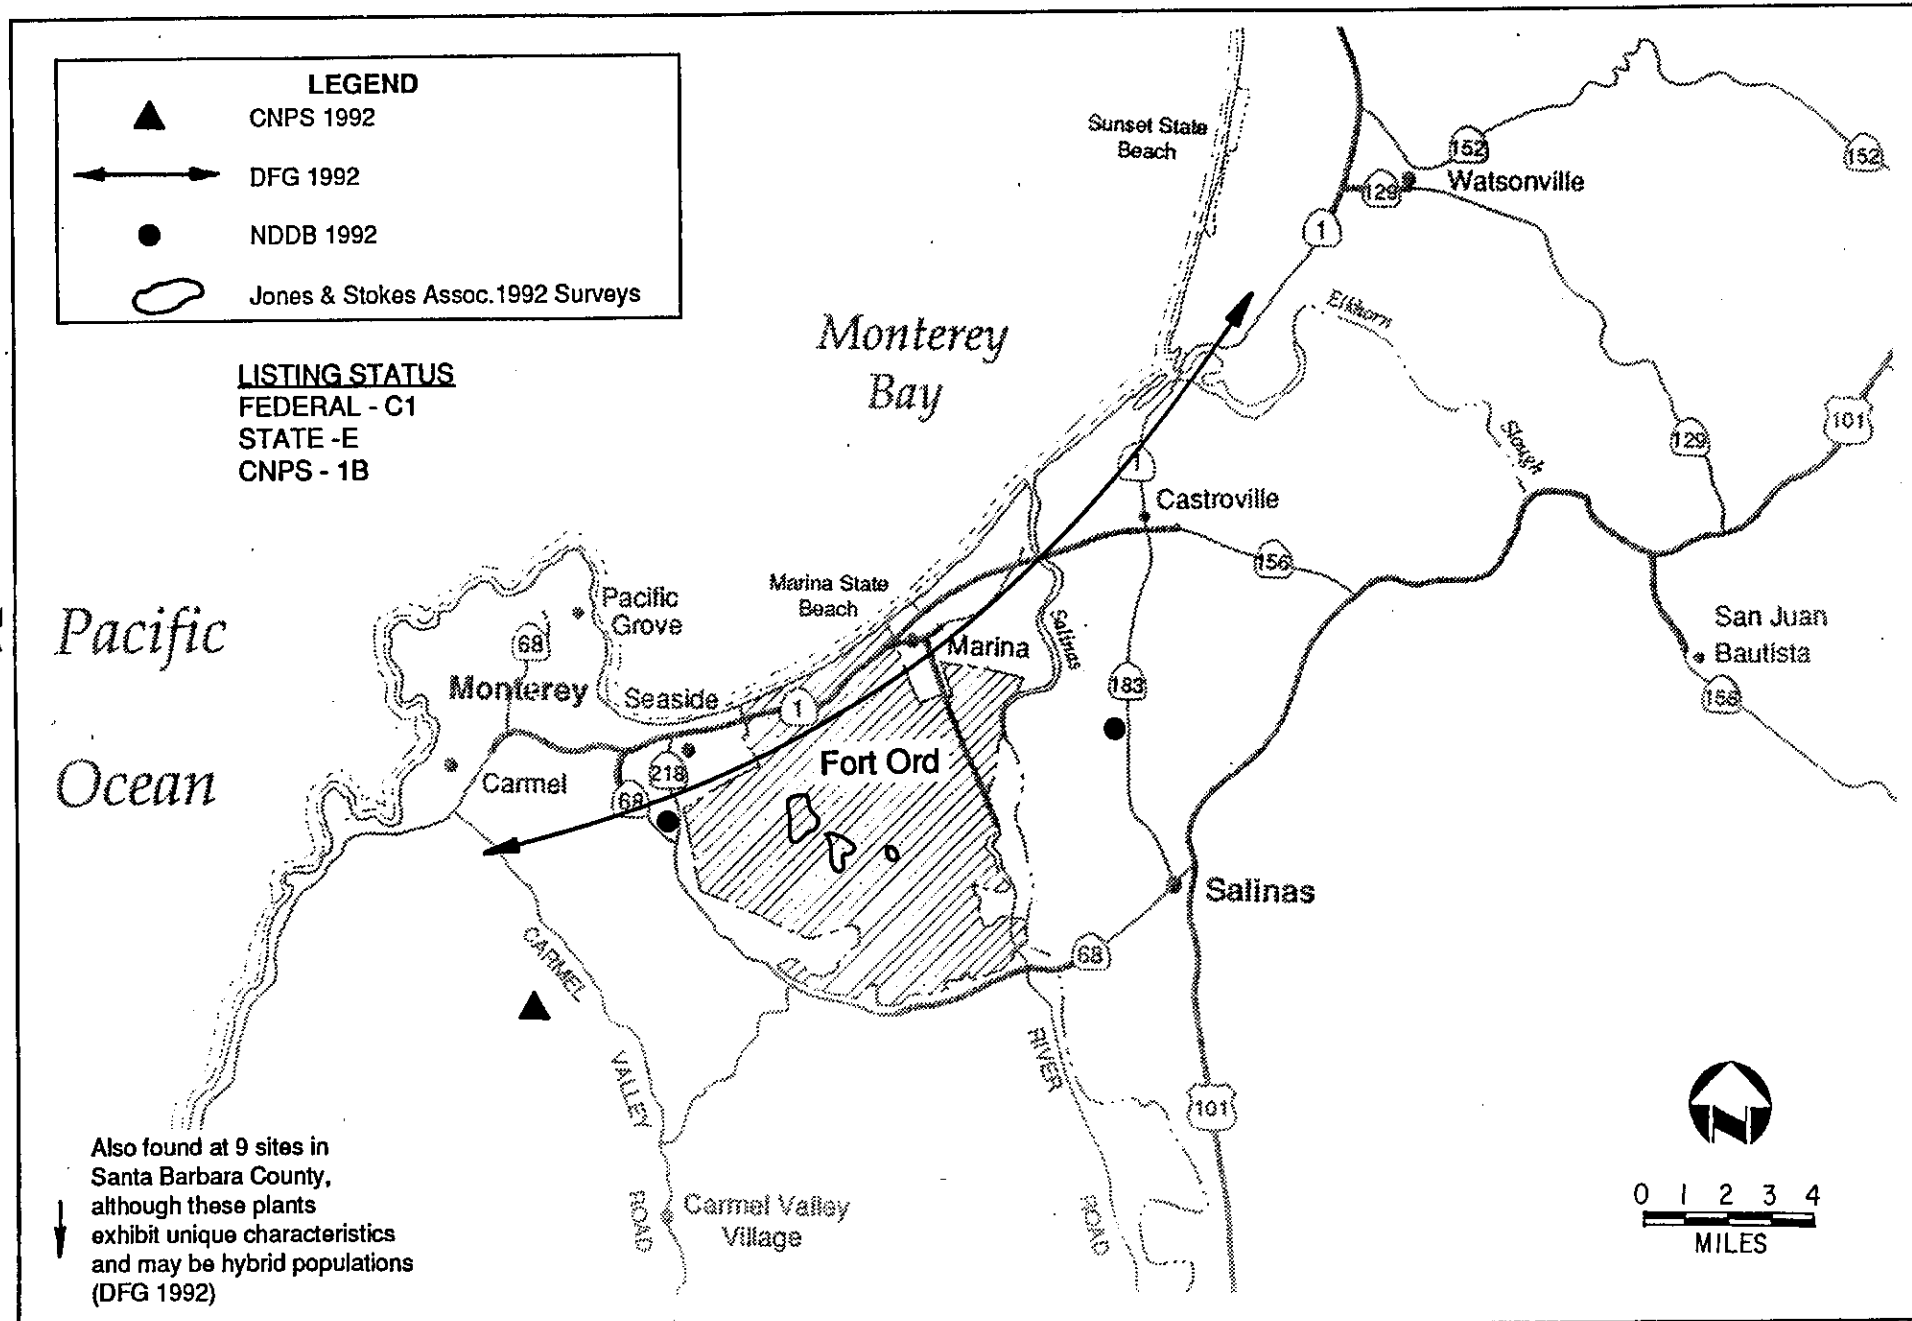 LEGEND
CNPS 1992
DFG 1992
NDDB 1992
Jones & Stokes Assoc.1992 Surveys
LISTING STATUS
FEDERAL - C1
STATE -E
CNPS - 1B
Sunset State
Beach
152
152
129
Watsonville
1
Elkhorn
Slough
Monterey
Bay
101
129
1
Castroville
156
Marina State
Beach
Pacific
Grove
68
Pacific
Ocean
Monterey
Seaside
1
Marina
Salinas
183
San Juan
Bautista
156
Fort Ord
218
68
Carmel
Salinas
68
CARMEL
VALLEY
ROAD
RIVER
ROAD
101
Carmel Valley
Village
Also found at 9 sites in
Santa Barbara County,
although these plants
exhibit unique characteristics
and may be hybrid populations
(DFG 1992)
N
0 1 2 3 4
MILES